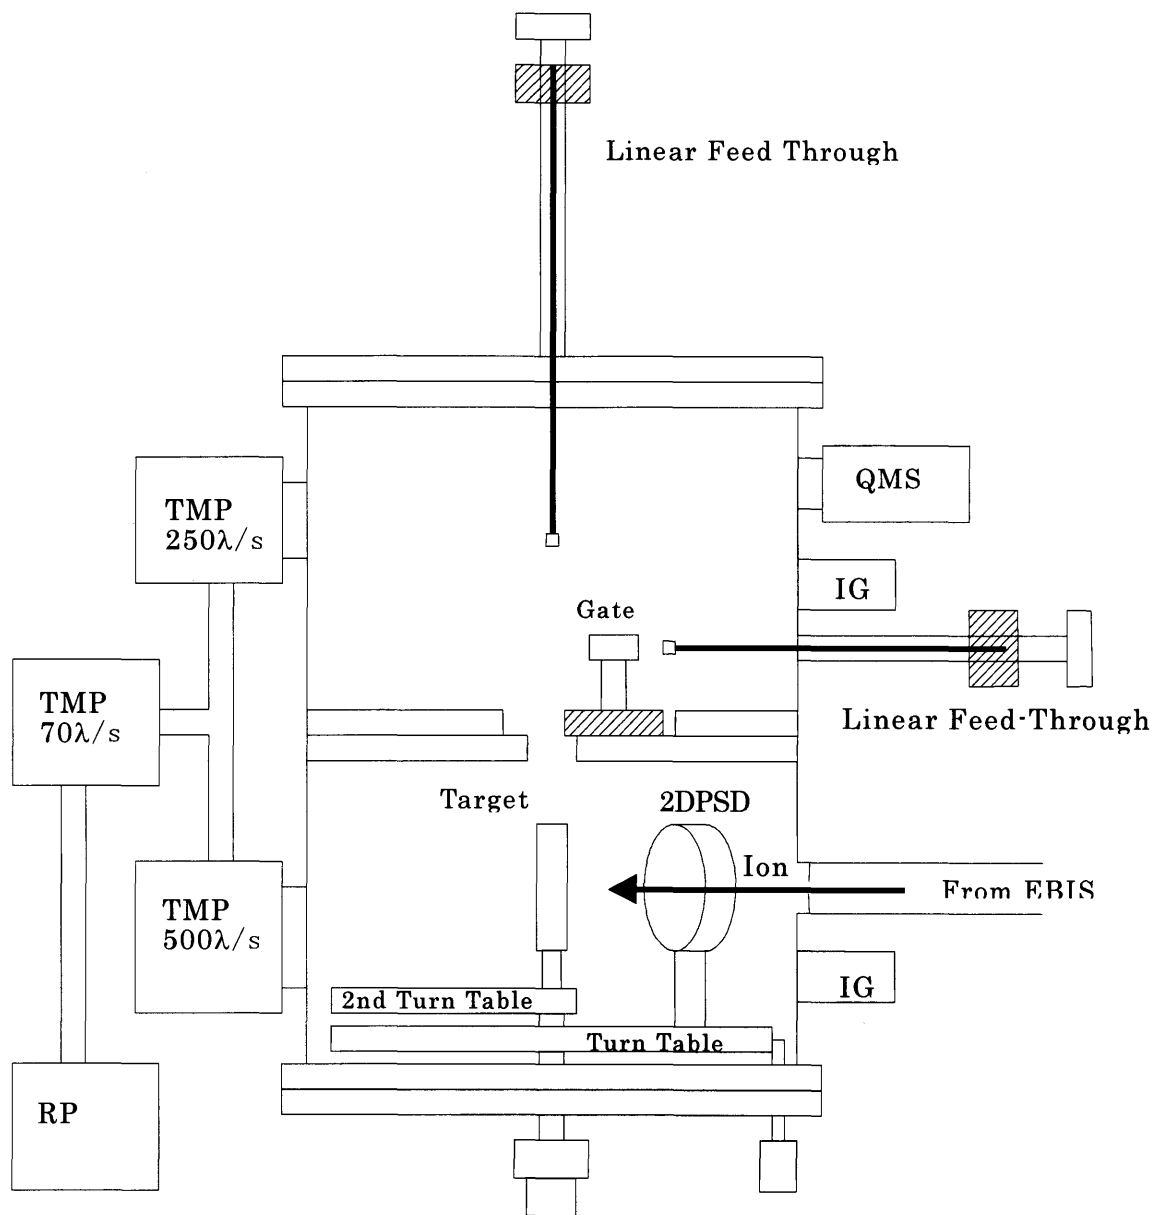 Linear Feed Through
QMS
TMP
250λ/s
IG
Gate
TMP
70λ/s
Linear Feed-Through
Target
2DPSD
Ion
From EBIS
TMP
500λ/s
IG
2nd Turn Table
Turn Table
RP